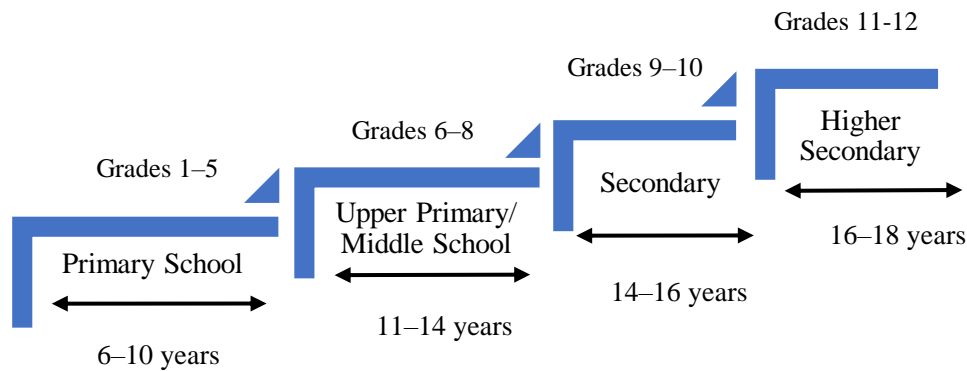 Grades 1–5
Primary School
6–10 years
Grades 6–8
Upper Primary/
Middle School
11–14 years
Grades 9–10
Secondary
14–16 years
Grades 11-12
Higher
Secondary
16–18 years